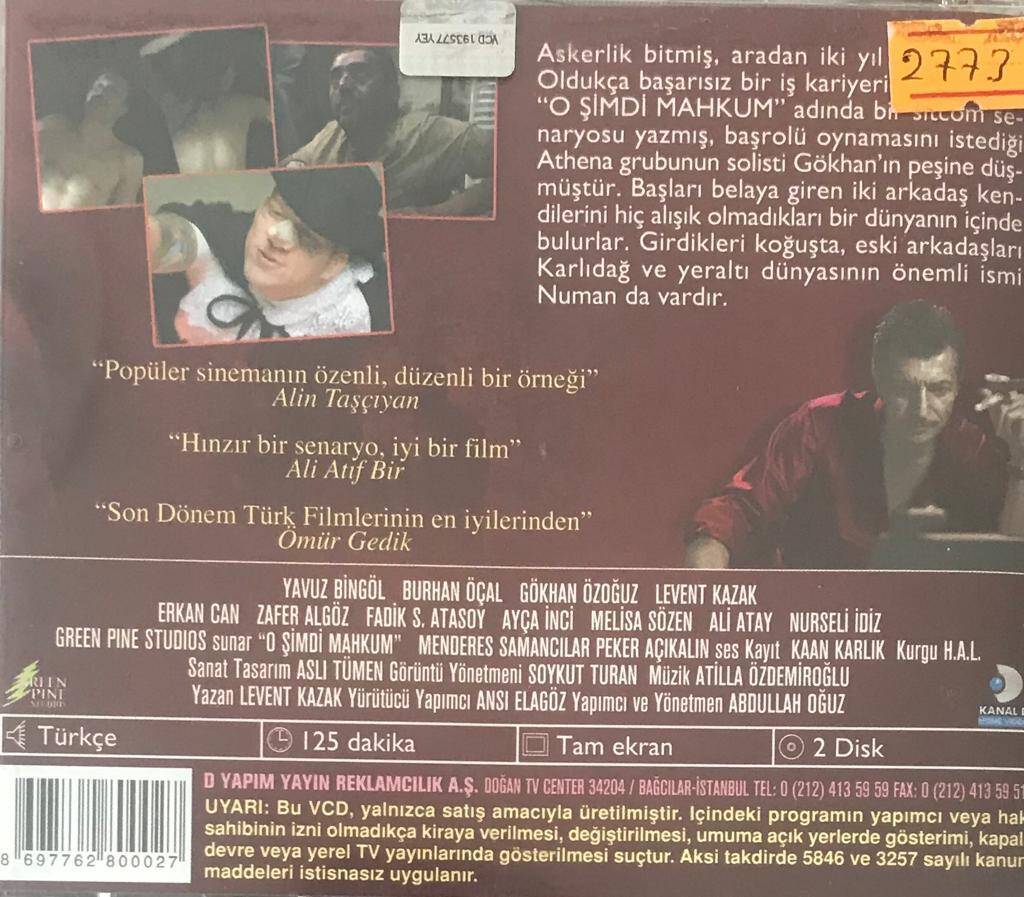 VCD 193577 YEY
2773
Askerlik bitmiş, aradan iki yıl
Oldukça başarısız bir iş kariyeri
“O ŞİMDİ MAHKUM” adında bir sitcom se-
naryosu yazmış, başrolü oynamasını istediği
Athena grubunun solisti Gökhan’ın peşine düş-
müştür. Başları belaya giren iki arkadaş ken-
dilerini hiç alışık olmadıkları bir dünyanın içinde
bulurlar. Girdikleri koğuşta, eski arkadaşları
Karlıdağ ve yeraltı dünyasının önemli ismi
Numan da vardır.
“Popüler sinemanın özenli, düzenli bir örneği”
Alin Taşçıyan
“Hınzır bir senaryo, iyi bir film”
Ali Atıf Bir
“Son Dönem Türk Filmlerinin en iyilerinden”
Ömür Gedik
YAVUZ BİNGÖL BURHAN ÖÇAL GÖKHAN ÖZOĞUZ LEVENT KAZAK
ERKAN CAN ZAFER ALGÖZ FADİK S. ATASOY AYÇA İNCİ MELİSA SÖZEN ALİ ATAY NURSELİ İDİZ
GREEN PINE STUDIOS sunar “O ŞİMDİ MAHKUM” MENDERES SAMANCILAR PEKER AÇIKALIN ses Kayıt KAAN KARLIK Kurgu H.A.L.
Sanat Tasarım ASLI TÜMEN Görüntü Yönetmeni SOYKUT TURAN Müzik ATİLLA ÖZDEMİROĞLU
Yazan LEVENT KAZAK Yürütücü Yapımcı ANSI ELAGÖZ Yapımcı ve Yönetmen ABDULLAH OĞUZ
GREEN
PINE
STUDIOS
KANAL D
HOME VIDEO
Türkçe
125 dakika
Tam ekran
2 Disk
D YAPIM YAYIN REKLAMCILIK A.Ş. DOĞAN TV CENTER 34204 / BAĞCILAR-İSTANBUL TEL: 0 (212) 413 59 59 FAX: 0 (212) 413 59 51
UYARI: Bu VCD, yalnızca satış amacıyla üretilmiştir. İçindeki programın yapımcı veya hak
sahibinin izni olmadıkça kiraya verilmesi, değiştirilmesi, umuma açık yerlerde gösterimi, kapalı
devre veya yerel TV yayınlarında gösterilmesi suçtur. Aksi takdirde 5846 ve 3257 sayılı kanun
maddeleri istisnasız uygulanır.
8 697762 800027